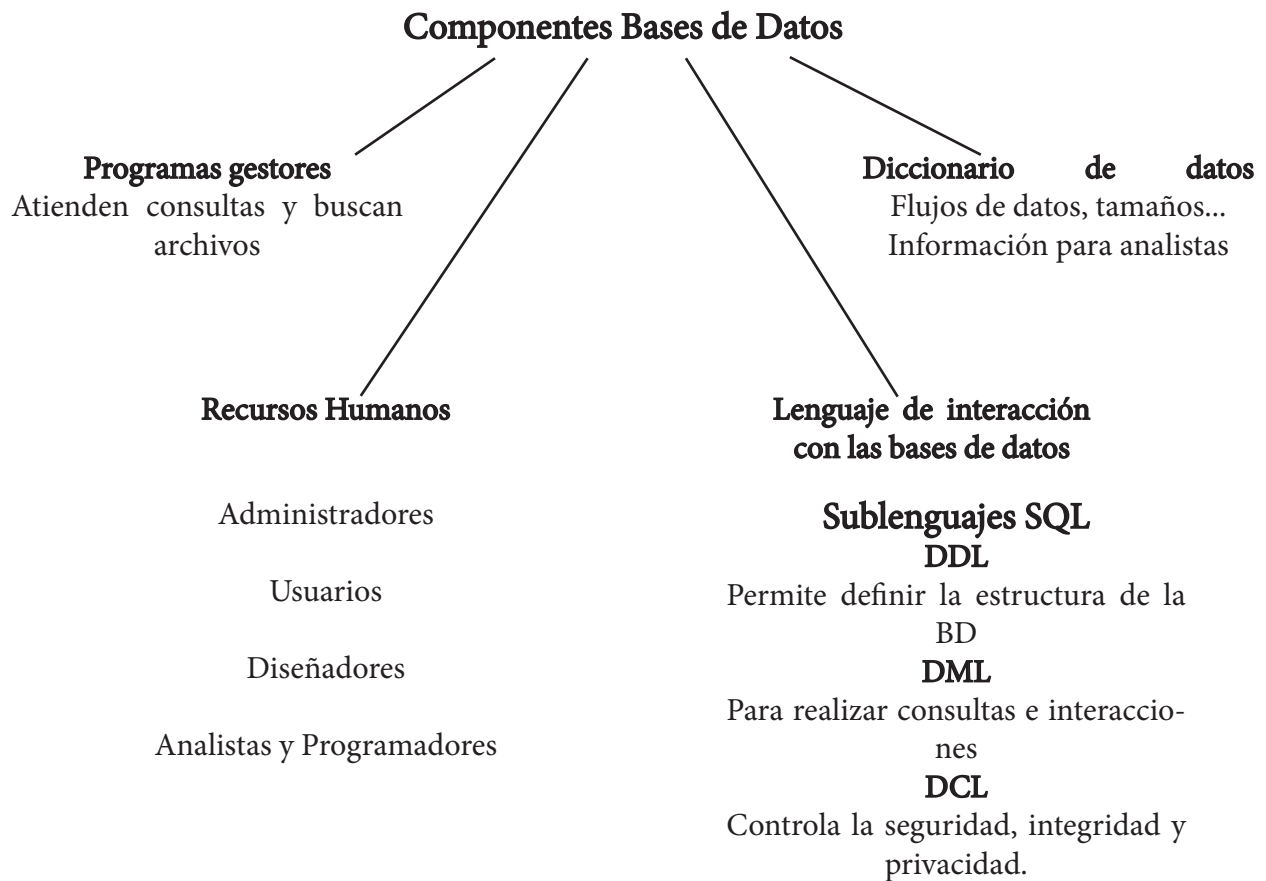 Componentes Bases de Datos
Programas gestores
Atienden consultas y buscan
archivos
Diccionario de datos
Flujos de datos, tamaños...
Información para analistas
Recursos Humanos
Administradores
Usuarios
Diseñadores
Analistas y Programadores
Lenguaje de interacción
con las bases de datos
Sublenguajes SQL
DDL
Permite definir la estructura de la
BD
DML
Para realizar consultas e interaccio-
nes
DCL
Controla la seguridad, integridad y
privacidad.